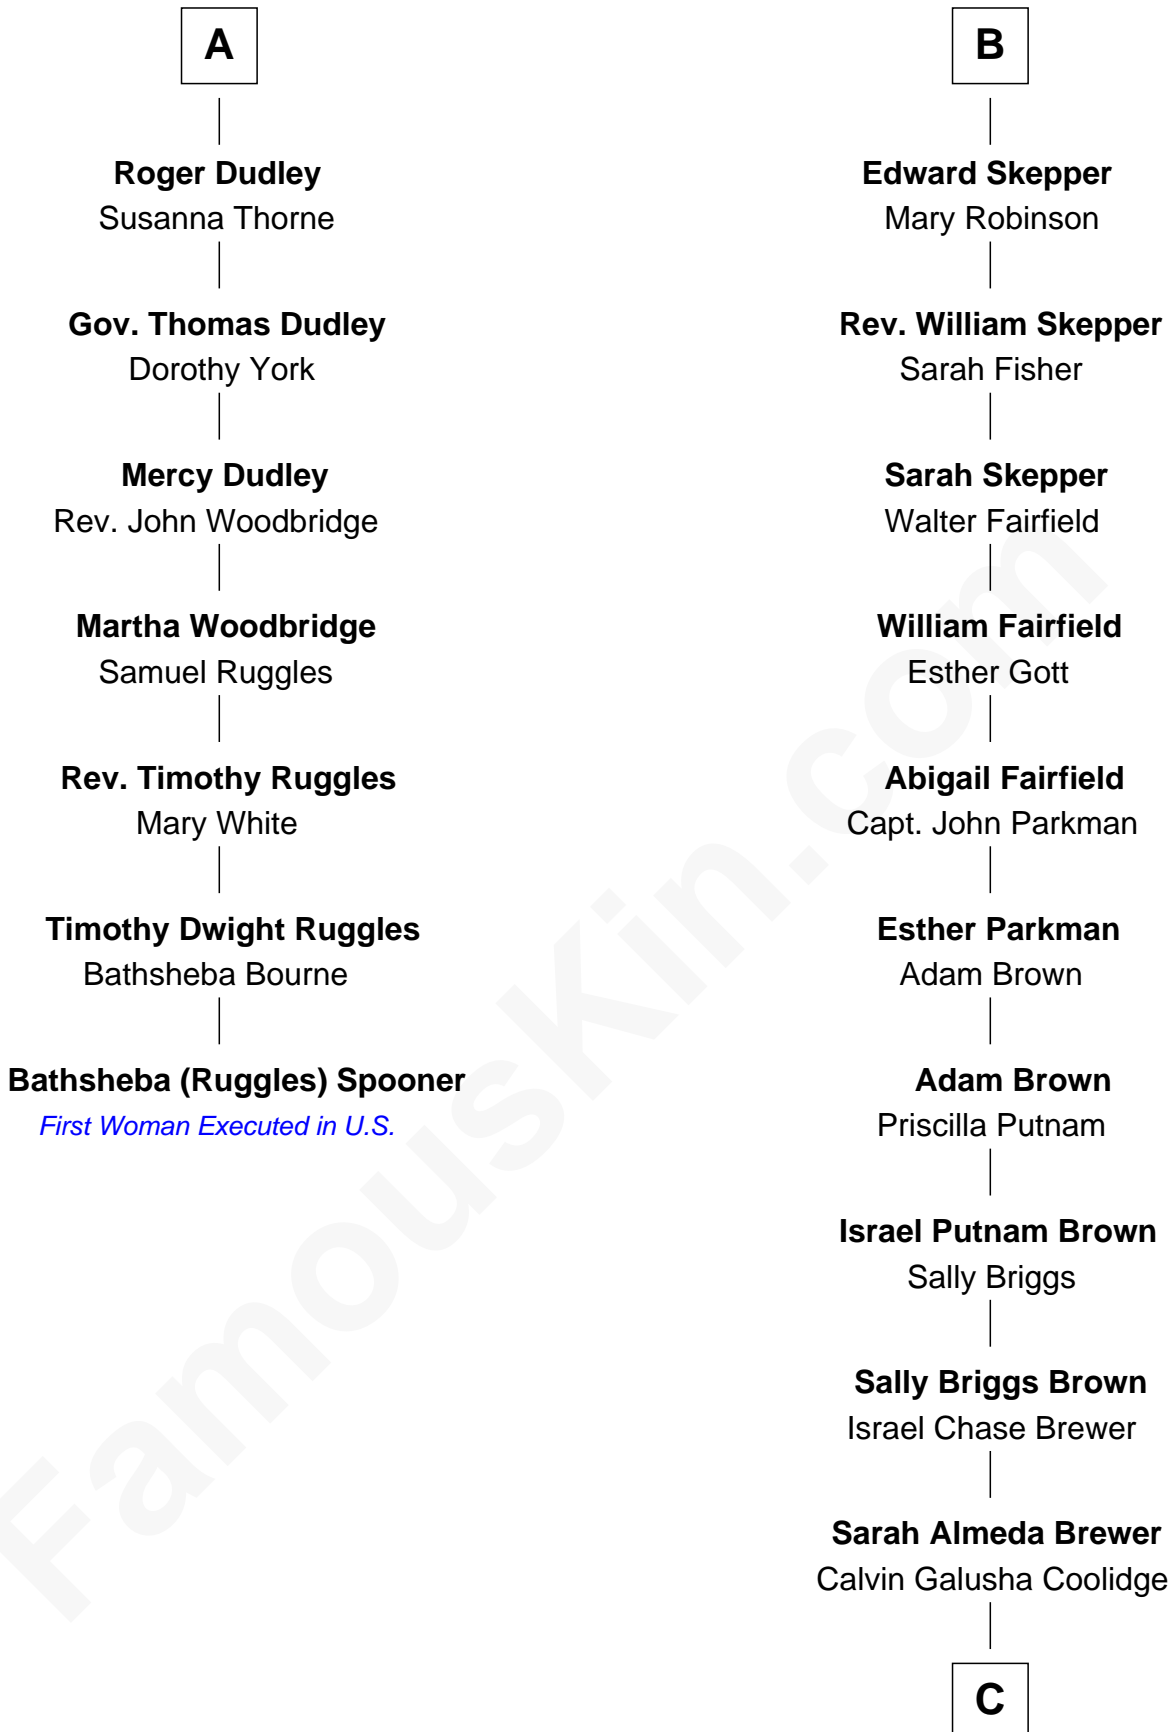 A
Roger Dudley
Susanna Thorne
Gov. Thomas Dudley
Dorothy York
Mercy Dudley
Rev. John Woodbridge
Martha Woodbridge
Samuel Ruggles
Rev. Timothy Ruggles
Mary White
Timothy Dwight Ruggles
Bathsheba Bourne
Bathsheba (Ruggles) Spooner
First Woman Executed in U.S.
B
Edward Skepper
Mary Robinson
Rev. William Skepper
Sarah Fisher
Sarah Skepper
Walter Fairfield
William Fairfield
Esther Gott
Abigail Fairfield
Capt. John Parkman
Esther Parkman
Adam Brown
Adam Brown
Priscilla Putnam
Israel Putnam Brown
Sally Briggs
Sally Briggs Brown
Israel Chase Brewer
Sarah Almeda Brewer
Calvin Galusha Coolidge
C
FamousKin.com